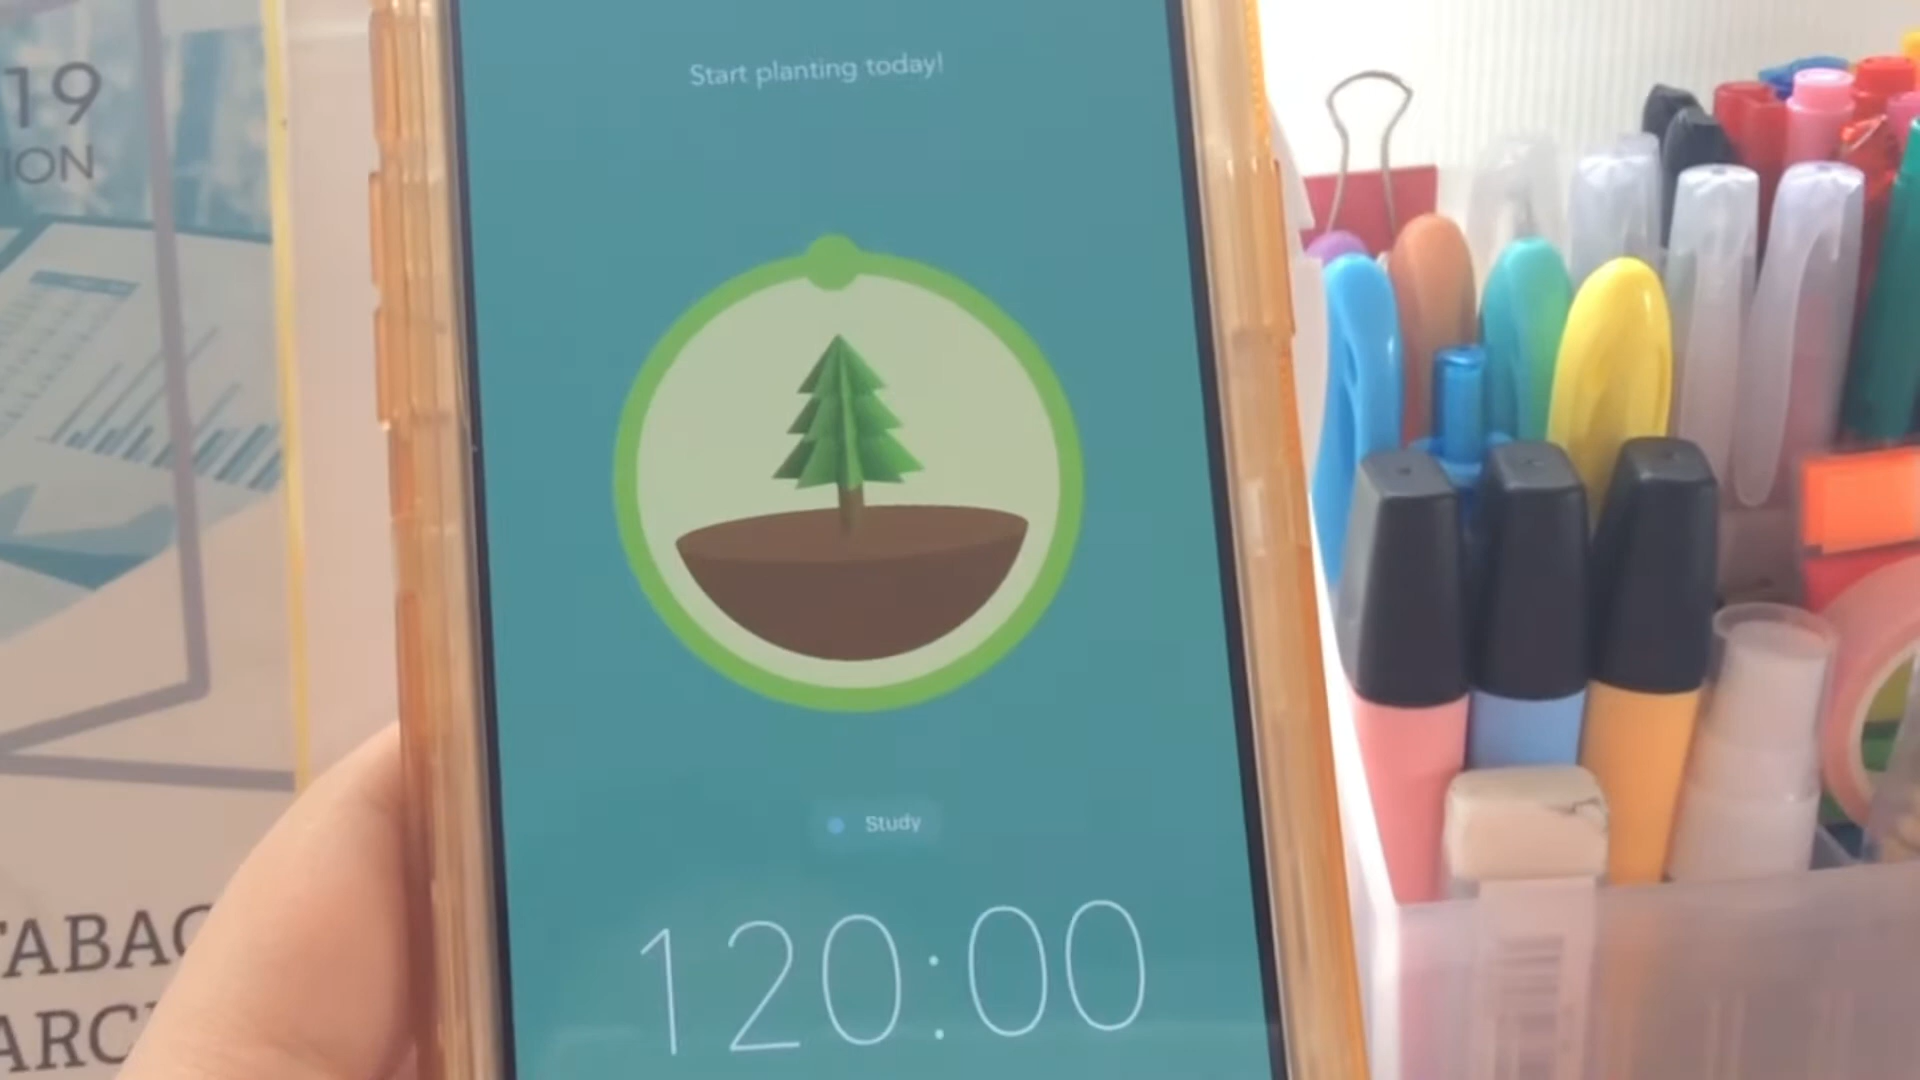 19
ION
TABAC
ARC
Start planting today!
Study
120:00